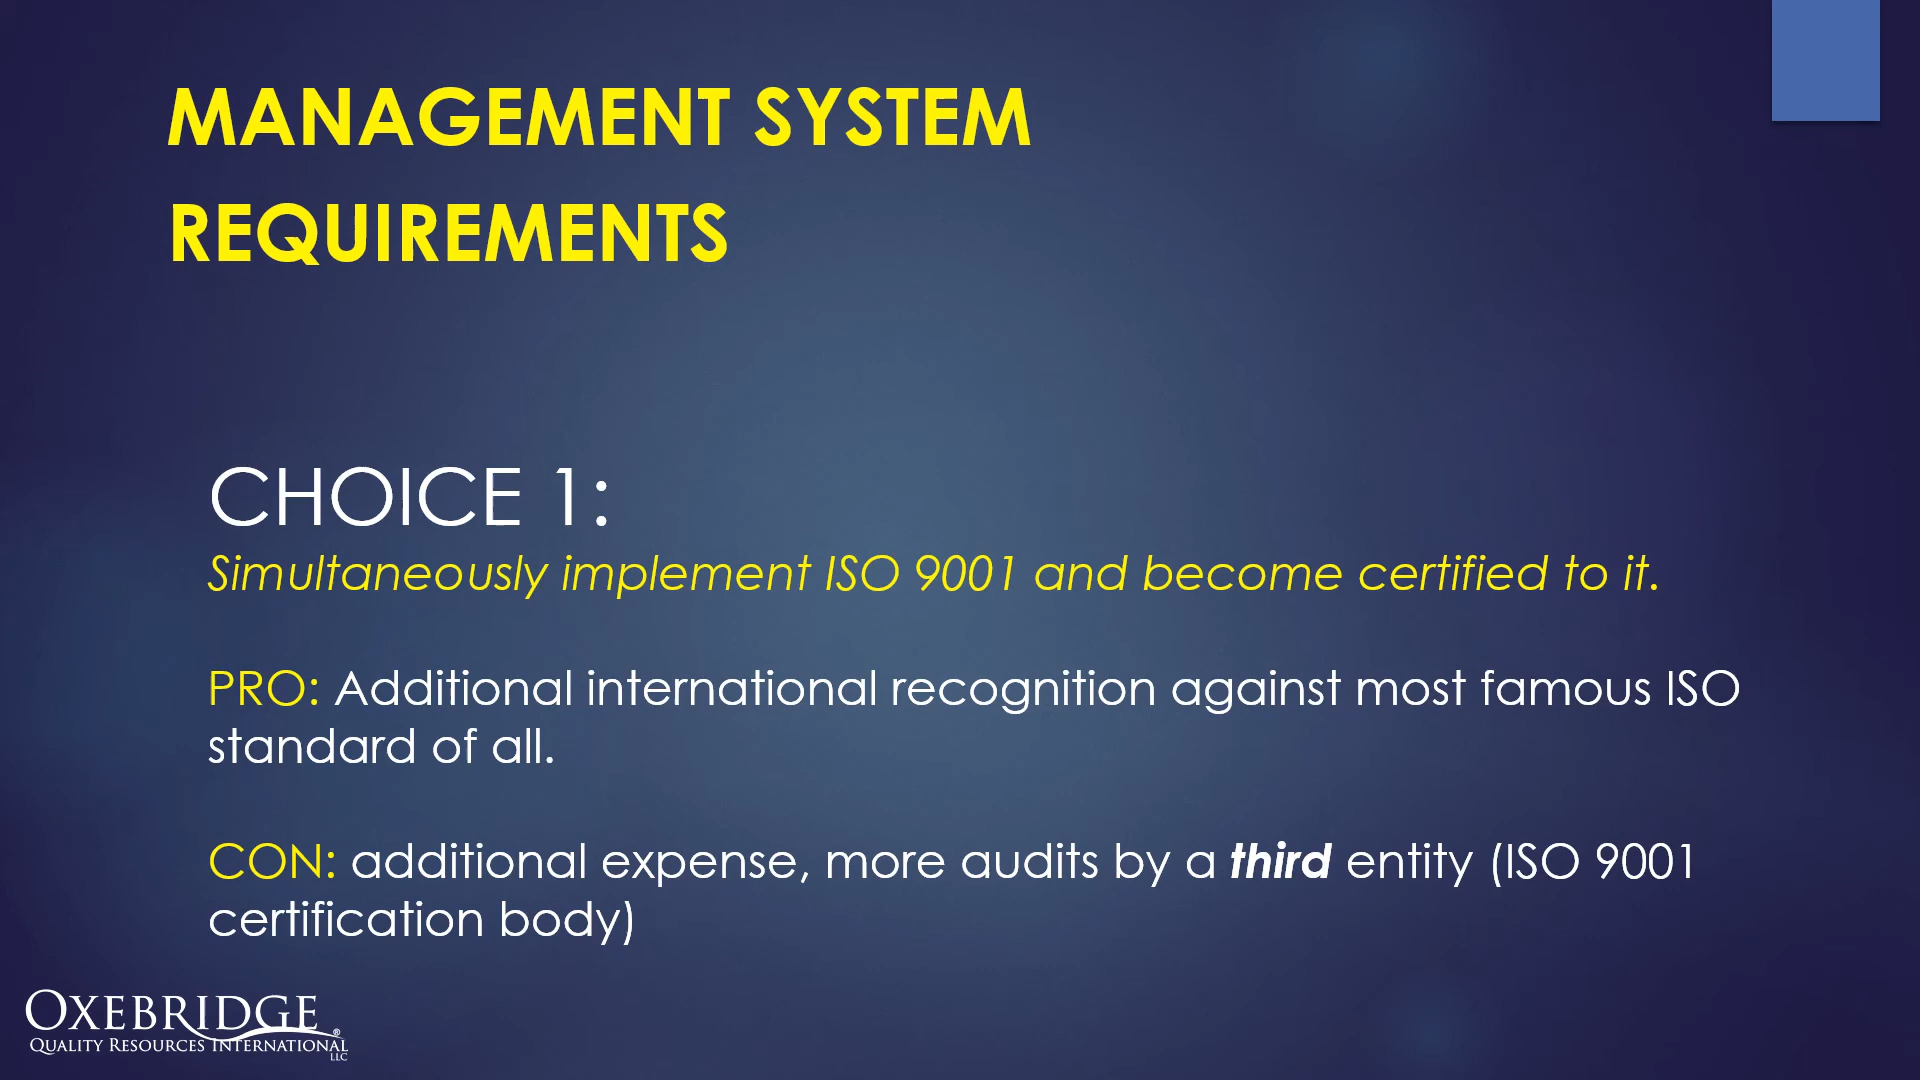 MANAGEMENT SYSTEM
REQUIREMENTS
CHOICE 1:
Simultaneously implement ISO 9001 and become certified to it.
PRO: Additional international recognition against most famous ISO
standard of all.
CON: additional expense, more audits by a third entity (ISO 9001
certification body)
OXEBRIDGE®
QUALITY RESOURCES INTERNATIONAL
LLC